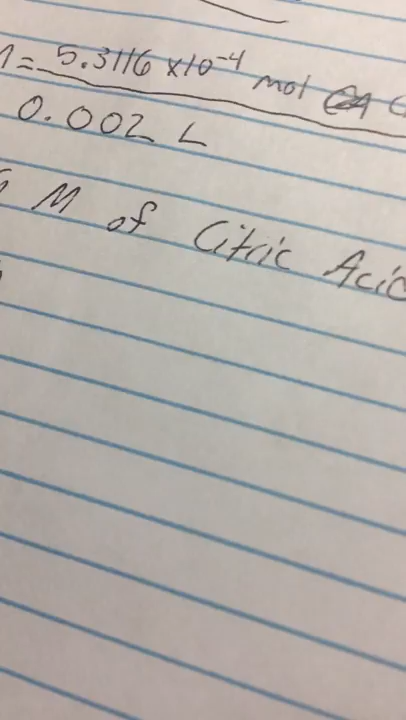 = 5.3116 x10⁻⁴ mol
0.002 L
M of Citric Acid